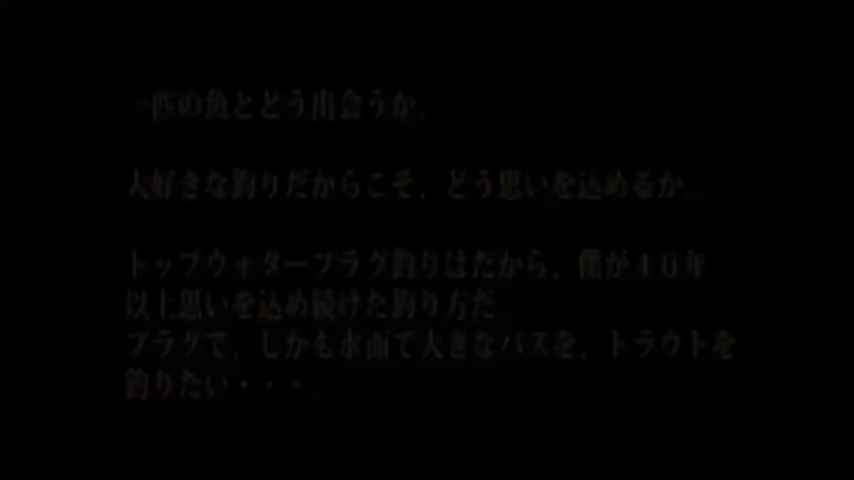 一匹の魚とどう出会うか。
大好きな釣りだからこそ、どう思いを込めるか。
トップウォータープラグ釣りはだから、僕が４０年
以上思いを込め続けた釣り方だ
プラグで、しかも水面で大きなバスを、トラウトを
釣りたい・・・。